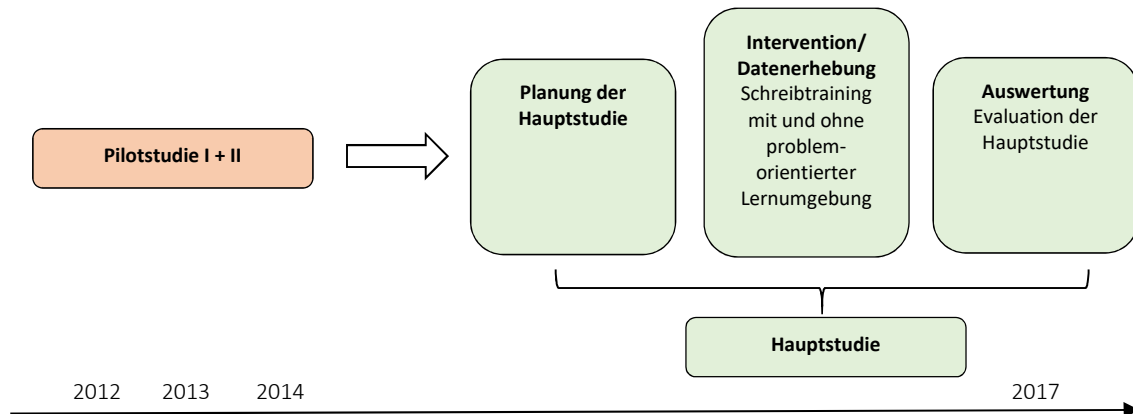 Pilotstudie I + II
Planung der
Hauptstudie
Intervention/
Datenerhebung
Schreibtraining
mit und ohne
problem-
orientierter
Lernumgebung
Auswertung
Evaluation der
Hauptstudie
Hauptstudie
2012 2013 2014 2017